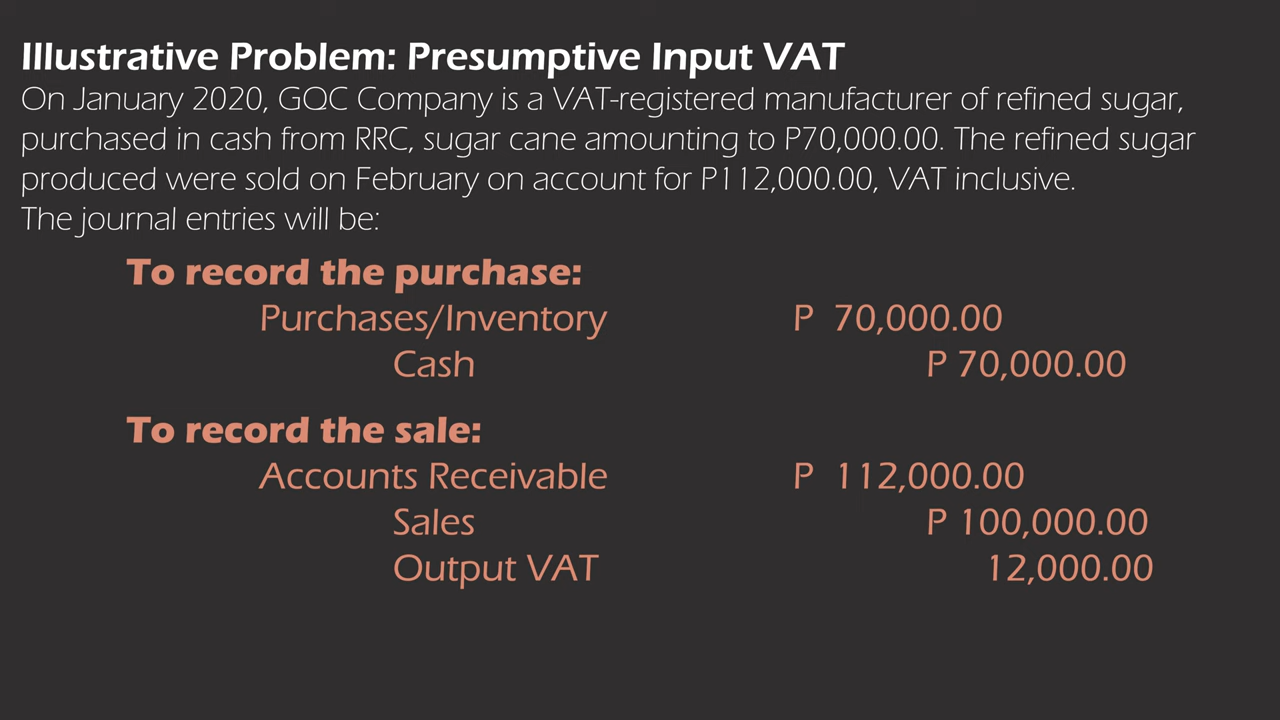 Illustrative Problem: Presumptive Input VAT
On January 2020, GQC Company is a VAT-registered manufacturer of refined sugar,
purchased in cash from RRC, sugar cane amounting to P70,000.00. The refined sugar
produced were sold on February on account for P112,000.00, VAT inclusive.
The journal entries will be:
To record the purchase:
Purchases/Inventory P 70,000.00
Cash P 70,000.00
To record the sale:
Accounts Receivable P 112,000.00
Sales P 100,000.00
Output VAT 12,000.00